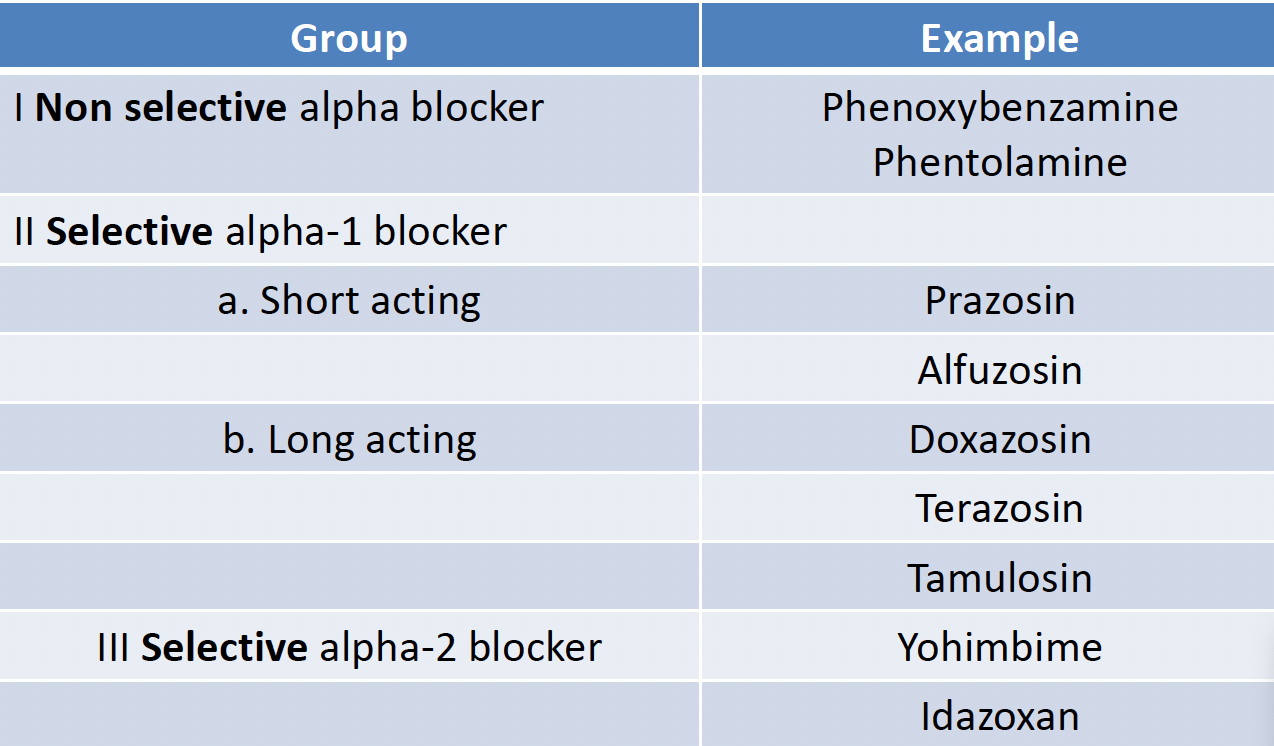 Group Example
I Non selective alpha blocker Phenoxybenzamine
Phentolamine
II Selective alpha-1 blocker
a. Short acting Prazosin
Alfuzosin
b. Long acting Doxazosin
Terazosin
Tamulosin
III Selective alpha-2 blocker Yohimbime
Idazoxan